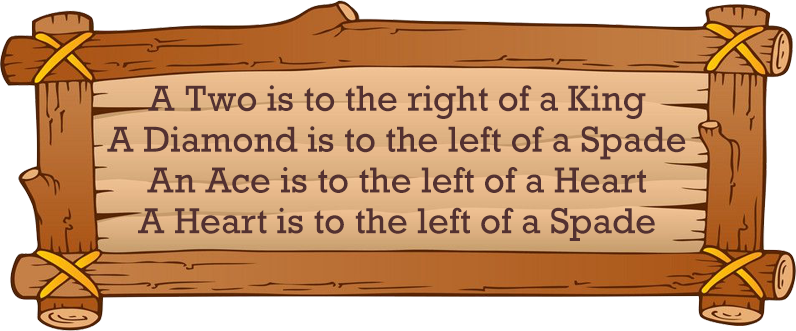 A Two is to the right of a King
A Diamond is to the left of a Spade
An Ace is to the left of a Heart
A Heart is to the left of a Spade